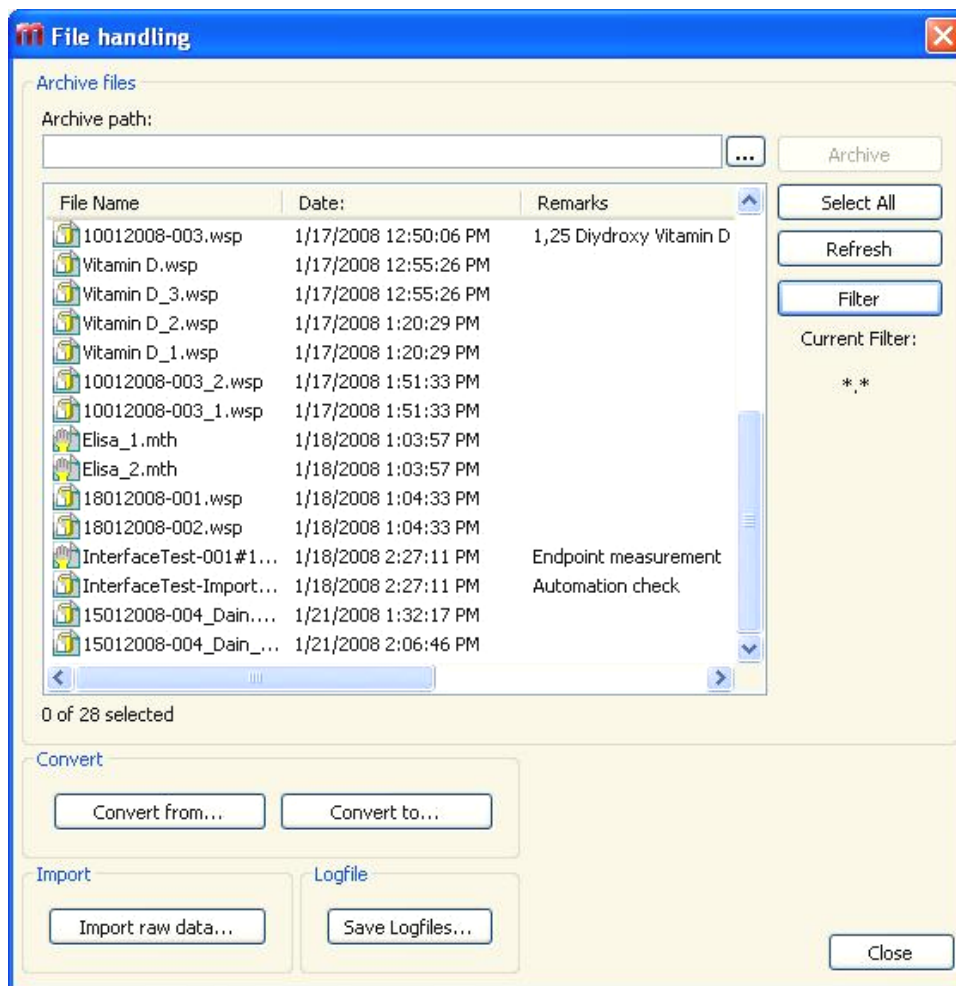 File handling
Archive files
Archive path:
...
Archive
File Name Date: Remarks
Select All
10012008-003.wsp 1/17/2008 12:50:06 PM 1,25 Diydroxy Vitamin D
Refresh
Vitamin D.wsp 1/17/2008 12:55:26 PM
Vitamin D_3.wsp 1/17/2008 12:55:26 PM
Filter
Vitamin D_2.wsp 1/17/2008 1:20:29 PM
Current Filter:
Vitamin D_1.wsp 1/17/2008 1:20:29 PM
10012008-003_2.wsp 1/17/2008 1:51:33 PM
*.*
10012008-003_1.wsp 1/17/2008 1:51:33 PM
Elisa_1.mth 1/18/2008 1:03:57 PM
Elisa_2.mth 1/18/2008 1:03:57 PM
18012008-001.wsp 1/18/2008 1:04:33 PM
18012008-002.wsp 1/18/2008 1:04:33 PM
InterfaceTest-001#1... 1/18/2008 2:27:11 PM Endpoint measurement
InterfaceTest-Import... 1/18/2008 2:27:11 PM Automation check
15012008-004_Dain.... 1/21/2008 1:32:17 PM
15012008-004_Dain_... 1/21/2008 2:06:46 PM
0 of 28 selected
Convert
Convert from... Convert to...
Import Logfile
Import raw data... Save Logfiles...
Close